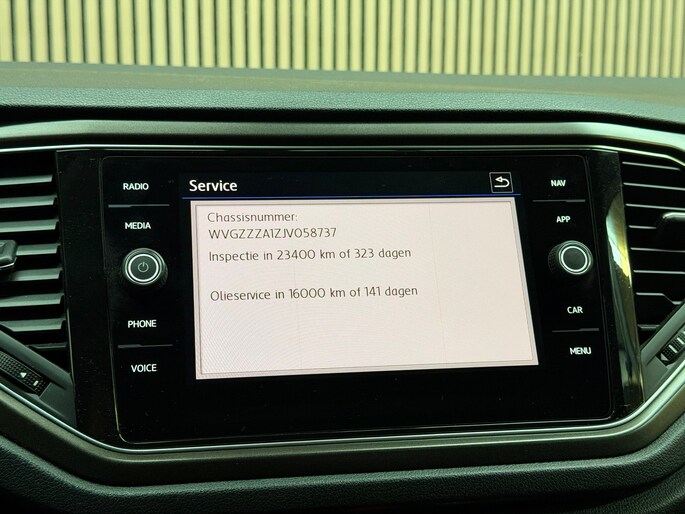 RADIO
MEDIA
PHONE
VOICE
Service
Chassisnummer:
WVGZZZA1ZJV058737
Inspectie in 23400 km of 323 dagen
Olieservice in 16000 km of 141 dagen
NAV
APP
CAR
MENU